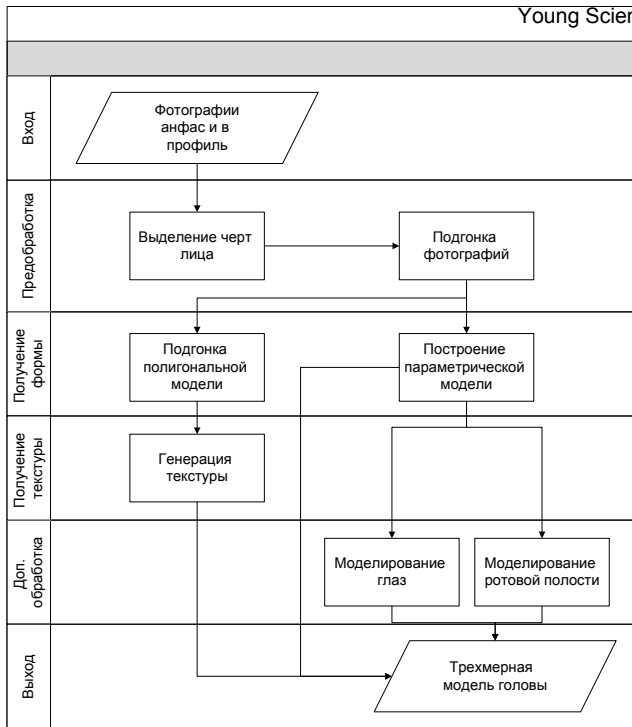 Young Scien
Вход
Фотографии
анфас и в
профиль
Предобработка
Выделение черт
лица
Подгонка
фотографий
Получение
формы
Подгонка
полигональной
модели
Построение
параметрической
модели
Получение
текстуры
Генерация
текстуры
Доп.
обработка
Моделирование
глаз
Моделирование
ротовой полости
Выход
Трехмерная
модель головы